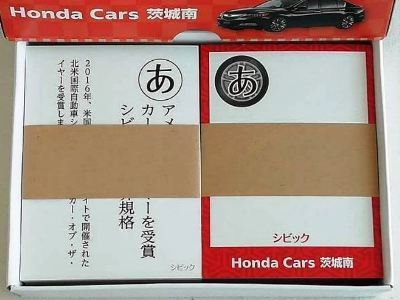 Honda Cars 茨城南
あ
アメ
カー ーを受賞
シビ 規格
2016年、米国 イトで開催された
北米国際自動車シ カー・オブ・ザ・
イヤーを受賞しま
シビック
あ
シビック
Honda Cars 茨城南